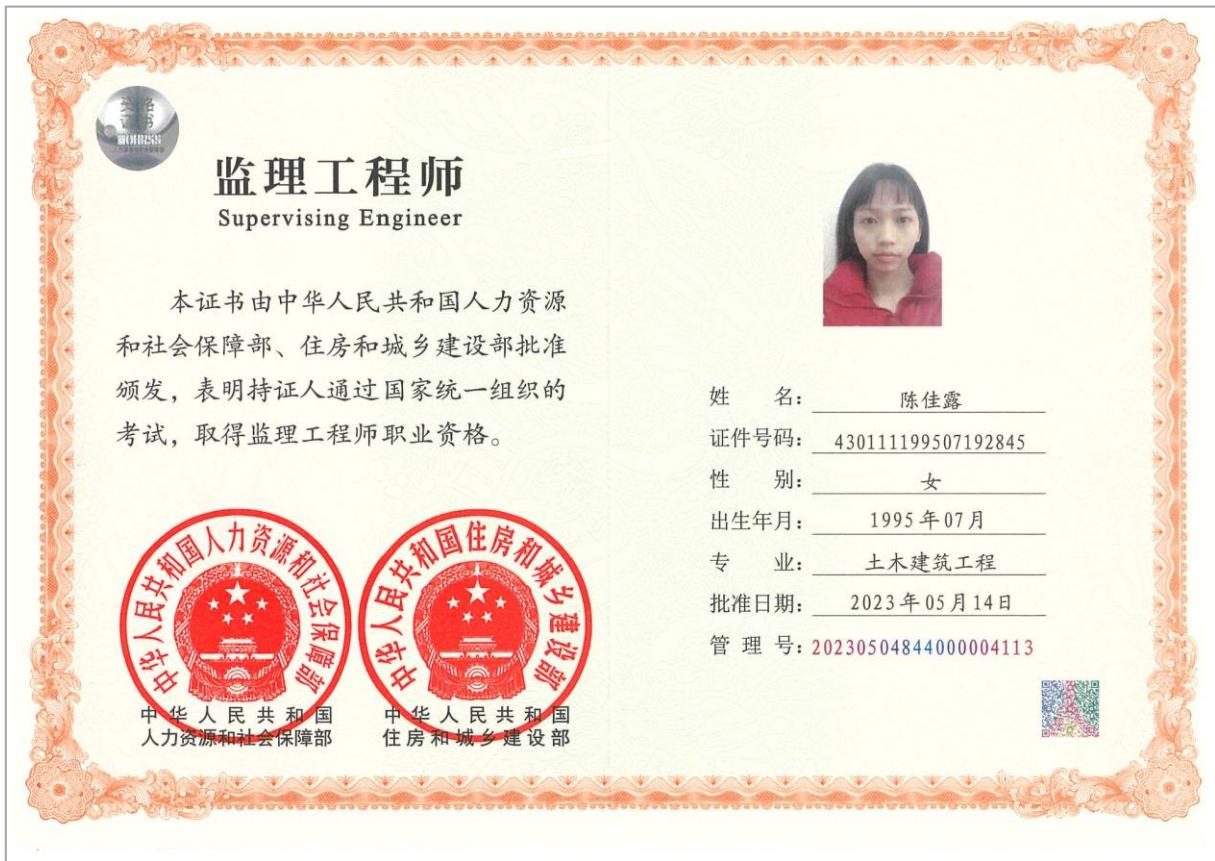 资格
证书
MOHRSS
监理工程师
Supervising Engineer
本证书由中华人民共和国人力资源
和社会保障部、住房和城乡建设部批准
颁发，表明持证人通过国家统一组织的
考试，取得监理工程师职业资格。
中华人民共和国人力资源和社会保障部
中华人民共和国住房和城乡建设部
中华人民共和国
人力资源和社会保障部
中华人民共和国
住房和城乡建设部
姓 名：陈佳露
证件号码：430111199507192845
性 别：女
出生年月：1995年07月
专 业：土木建筑工程
批准日期：2023年05月14日
管 理 号：20230504844000004113